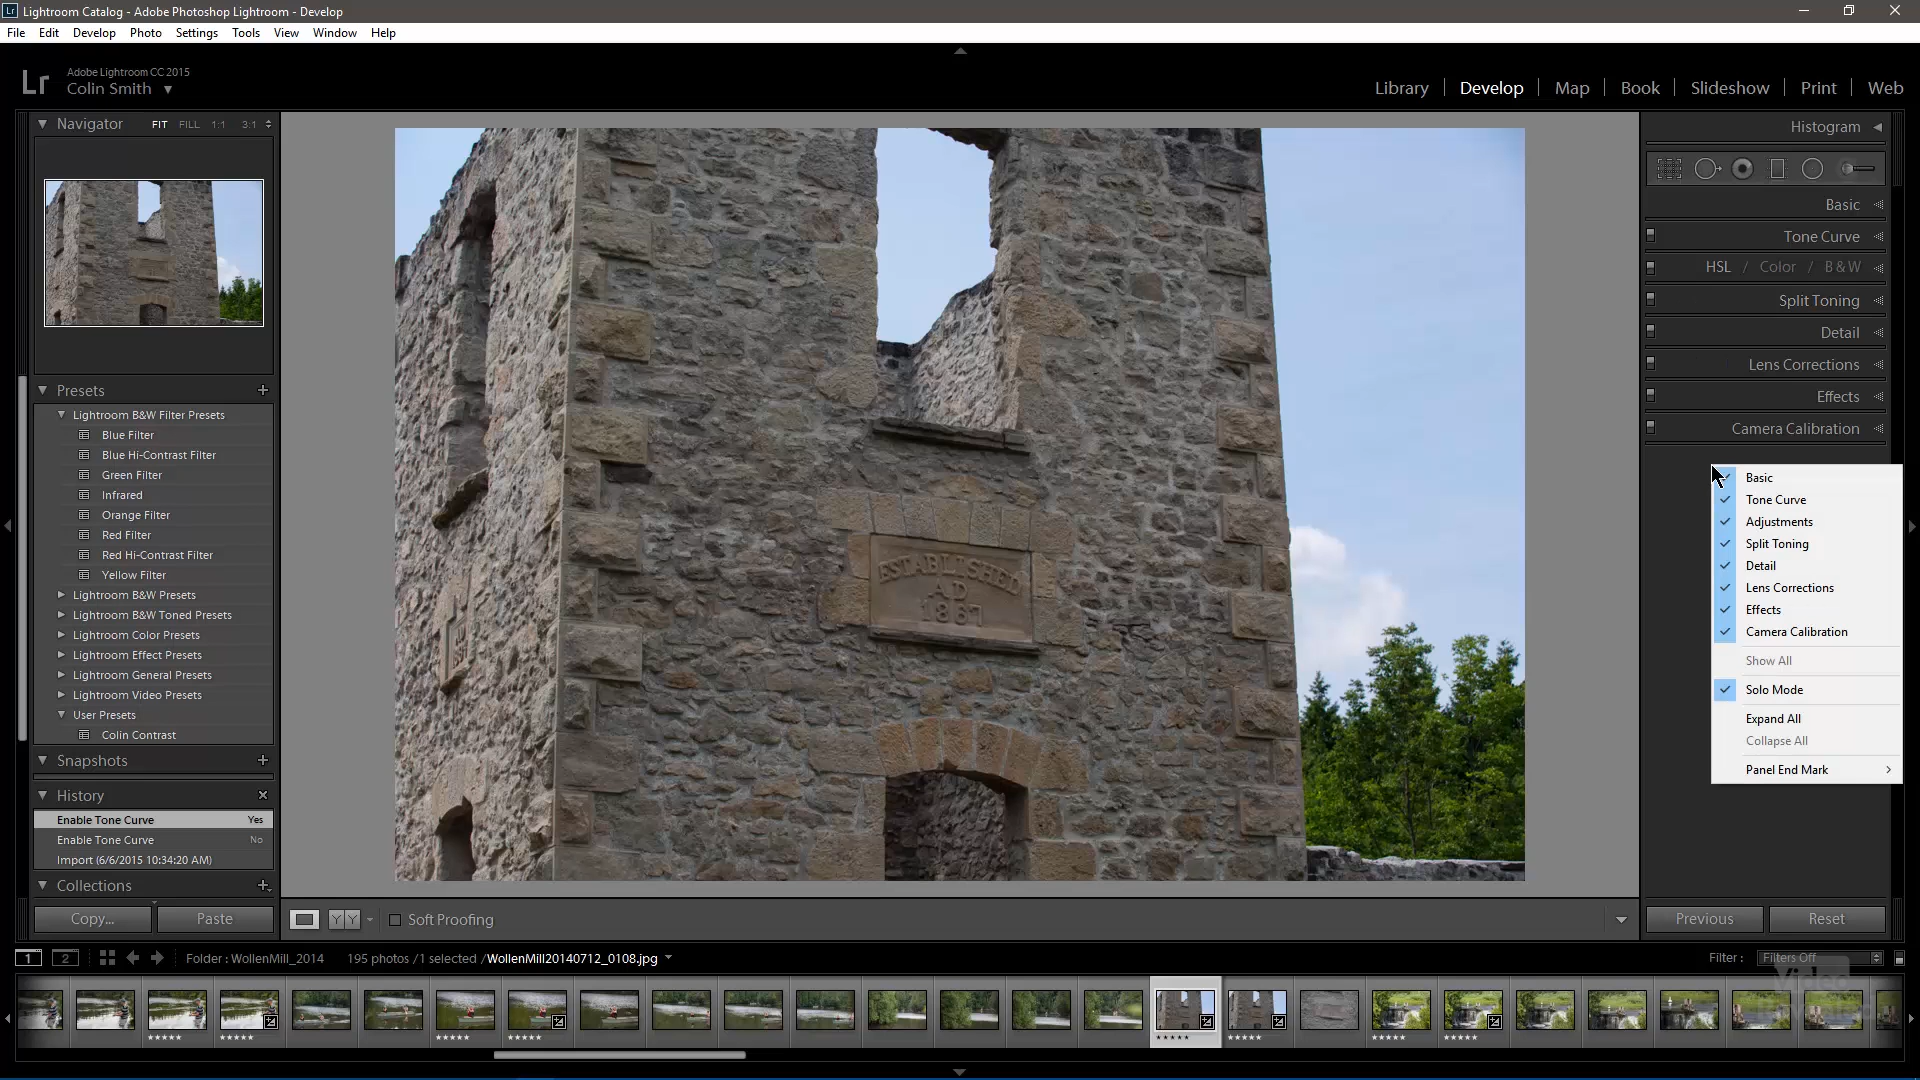 Lr Lightroom Catalog - Adobe Photoshop Lightroom - Develop
File Edit Develop Photo Settings Tools View Window Help
Lr Adobe Lightroom CC 2015
Colin Smith
Library Develop Map Book Slideshow Print Web
Navigator FIT FILL 1:1 3:1
Histogram
Basic
Tone Curve
HSL / Color / B & W
Split Toning
Detail
Lens Corrections
Effects
Camera Calibration
ESTABLISHED
AD
1867
Presets
Lightroom B&W Filter Presets
Blue Filter
Blue Hi-Contrast Filter
Green Filter
Infrared
Orange Filter
Red Filter
Red Hi-Contrast Filter
Yellow Filter
Lightroom B&W Presets
Lightroom B&W Toned Presets
Lightroom Color Presets
Lightroom Effect Presets
Lightroom General Presets
Lightroom Video Presets
User Presets
Colin Contrast
Snapshots
History
Enable Tone Curve Yes
Enable Tone Curve No
Import (6/6/2015 10:34:20 AM)
Collections
Copy... Paste
Basic
Tone Curve
Adjustments
Split Toning
Detail
Lens Corrections
Effects
Camera Calibration
Show All
Solo Mode
Expand All
Collapse All
Panel End Mark
Y Y Soft Proofing
Previous Reset
1 2 Folder : WollenMill_2014 195 photos /1 selected /WollenMill20140712_0108.jpg
Filter : Filters Off
Video